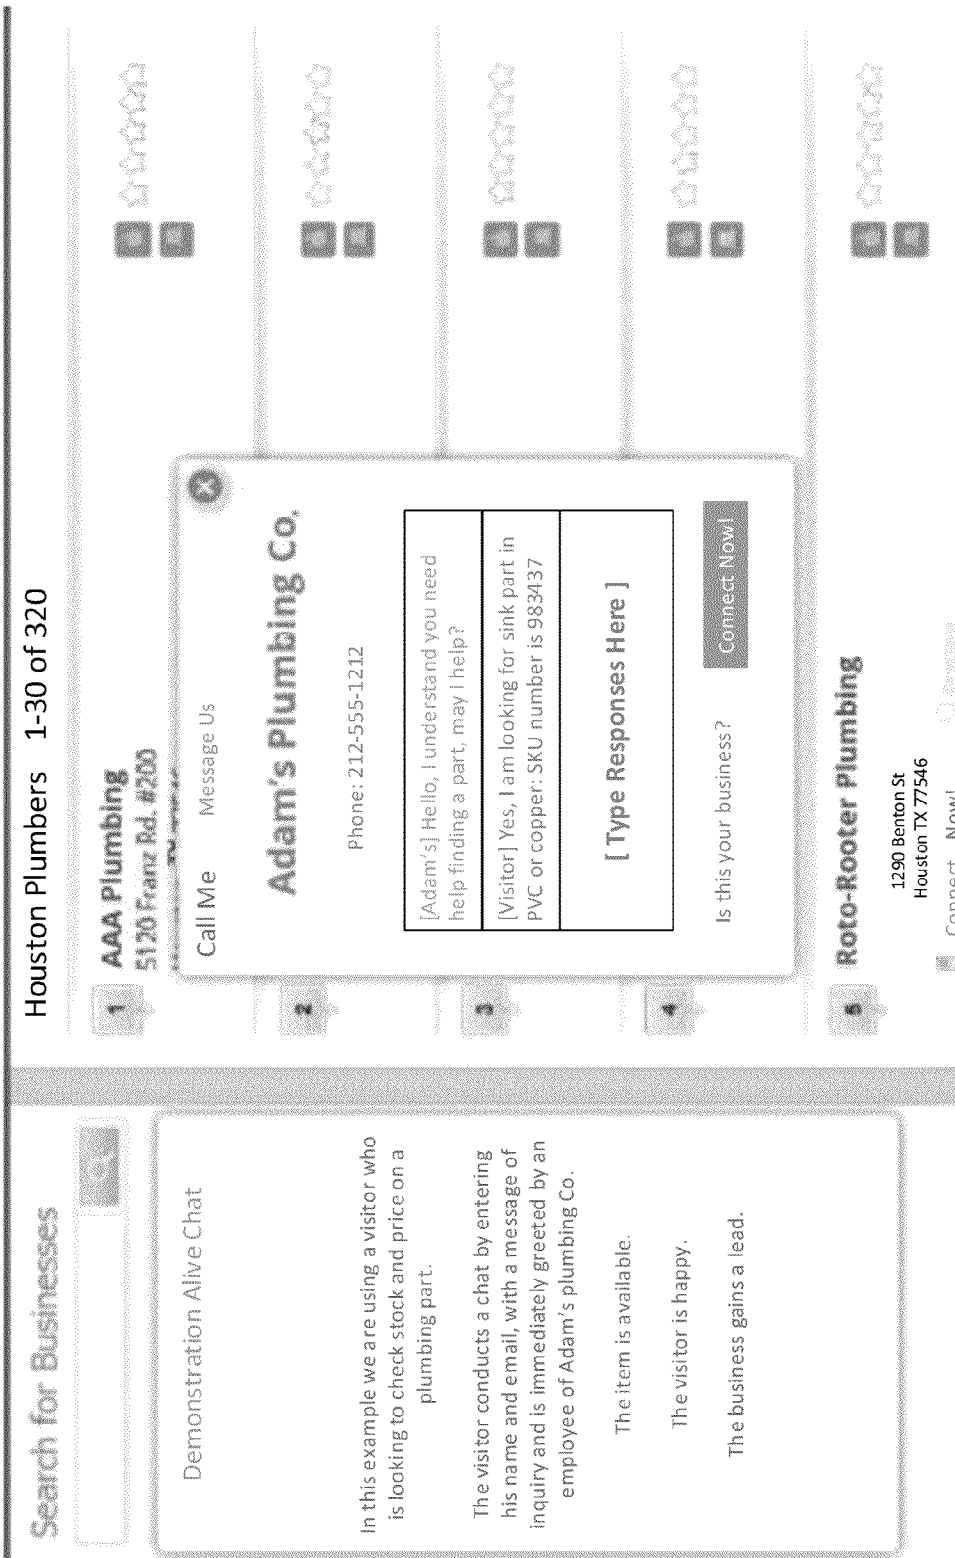 Search for Businesses
Demonstration Alive Chat
In this example we are using a visitor who
is looking to check stock and price on a
plumbing part.
The visitor conducts a chat by entering
his name and email, with a message of
inquiry and is immediately greeted by an
employee of Adam's plumbing Co.
The item is available.
The visitor is happy.
The business gains a lead.
Houston Plumbers 1-30 of 320
1
AAA Plumbing
5120 Franz Rd. #200
Call Me Message Us
Adam's Plumbing Co.
Phone: 212-555-1212
[Adam's] Hello, I understand you need
help finding a part, may I help?
[Visitor] Yes, I am looking for sink part in
PVC or copper: SKU number is 983437
[ Type Responses Here ]
Is this your business? Connect Now!
2
3
4
5
Roto-Rooter Plumbing
1290 Benton St
Houston TX 77546
Connect Now!